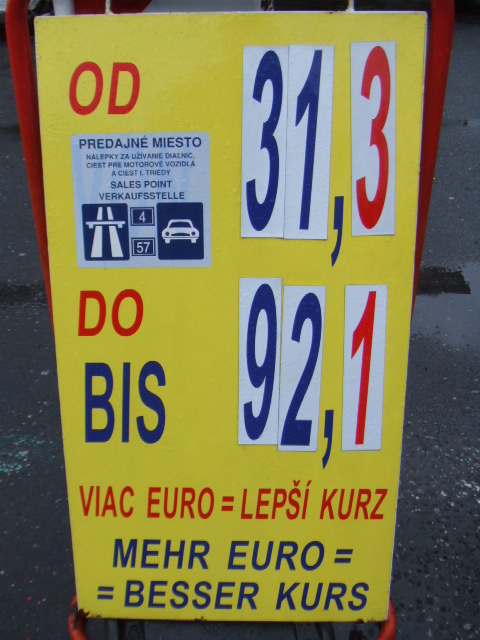 OD 31,3
PREDAJNÉ MIESTO
NÁLEPKY ZA UŽÍVANIE DIAĽNIC,
CIEST PRE MOTOROVÉ VOZIDLÁ
A CIEST I. TRIEDY
SALES POINT
VERKAUFSSTELLE
4
57
DO
BIS 92,1
VIAC EURO = LEPŠÍ KURZ
MEHR EURO =
= BESSER KURS